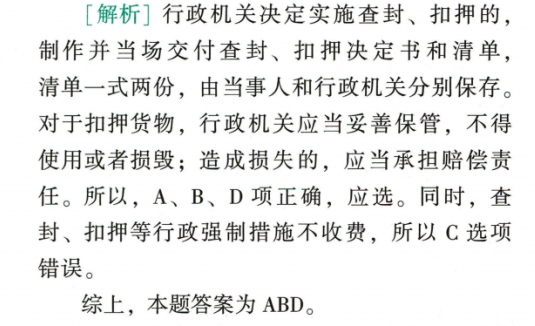 [解析] 行政机关决定实施查封、扣押的，
制作并当场交付查封、扣押决定书和清单，
清单一式两份，由当事人和行政机关分别保存。
对于扣押货物，行政机关应当妥善保管，不得
使用或者损毁；造成损失的，应当承担赔偿责
任。所以，A、B、D 项正确，应选。同时，查
封、扣押等行政强制措施不收费，所以 C 选项
错误。
综上，本题答案为 ABD。